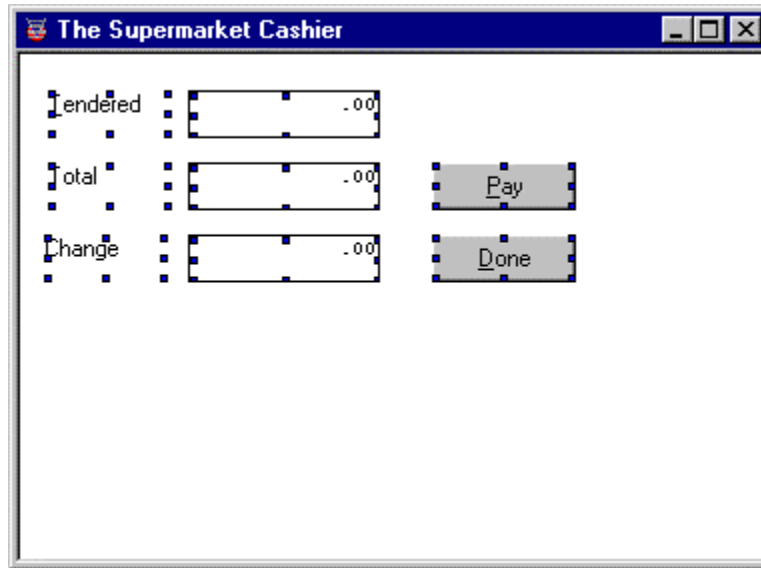 The Supermarket Cashier
Tendered .00
Total .00 Pay
Change .00 Done